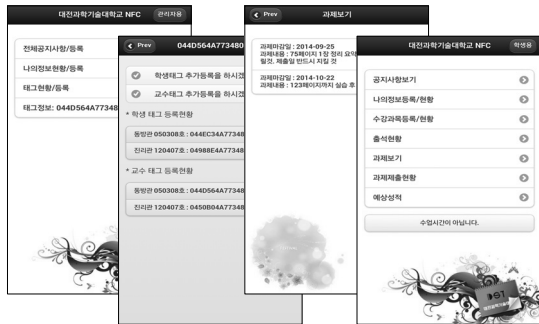 대전과학기술대학교 NFC
관리자용
전체공지사항/등록
나의정보현황/등록
태그현황/등록
태그정보: 044D564A77348
Prev
044D564A773480
학생태그 추가등록을 하시겠
교수태그 추가등록을 하시겠
* 학생 태그 등록현황
동방관 050308호 : 044EC34A77348
진리관 120407호 : 04988E4A77348
* 교수 태그 등록현황
동방관 050308호 : 044D564A77348
진리관 120407호 : 0450B04A77348
Prev
과제보기
과제마감일 : 2014-09-25
과제내용 : 75페이지 1장 정리 요약
릴것. 제출일 반드시 지킬 것
과제마감일 : 2014-10-22
과제내용 : 123페이지까지 실습 후
대전과학기술대학교 NFC
학생용
공지사항보기
나의정보등록/현황
수강과목등록/현황
출석현황
과제보기
과제제출현황
예상성적
수업시간이 아닙니다.